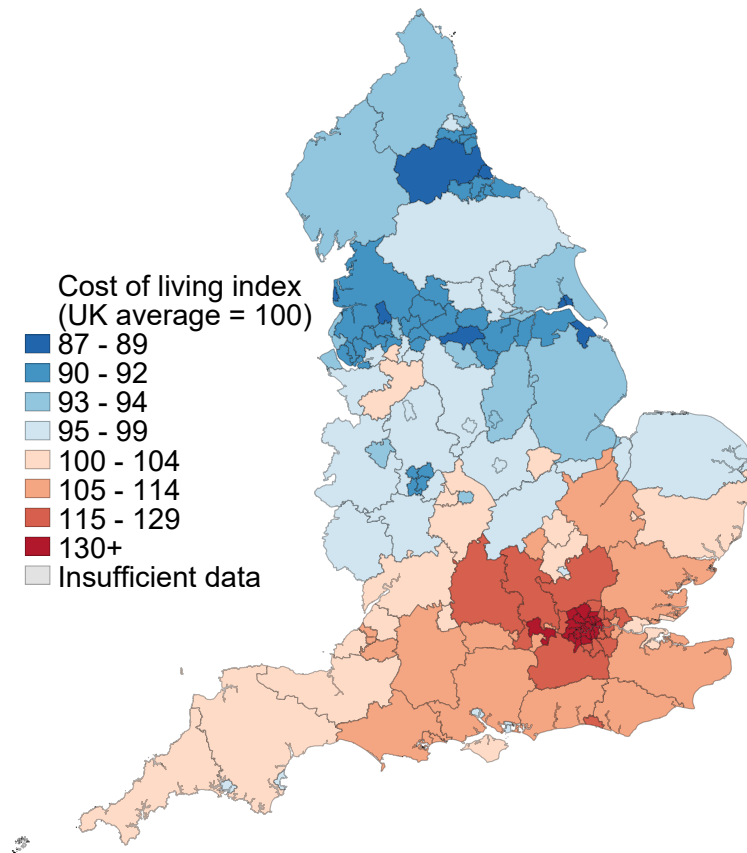 Cost of living index
(UK average = 100)
87 - 89
90 - 92
93 - 94
95 - 99
100 - 104
105 - 114
115 - 129
130+
Insufficient data